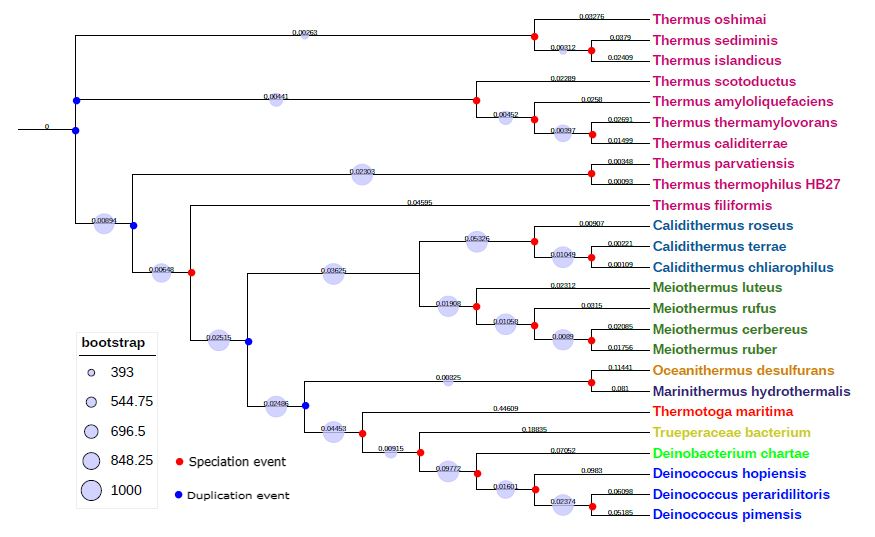 0.03276 Thermus oshimai
0.00263
0.0379 Thermus sediminis
0.00312
0.02409 Thermus islandicus
0.02289 Thermus scotoductus
0.00441
0.0258 Thermus amyloliquefaciens
0.00452
0.02691 Thermus thermamylovorans
0.00397
0
0.01499 Thermus caliditerrae
0.00348 Thermus parvatiensis
0.02303
0.00093 Thermus thermophilus HB27
0.04595 Thermus filiformis
0.00894
0.00907 Calidithermus roseus
0.05326
0.00221 Calidithermus terrae
0.01049
0.00109 Calidithermus chliarophilus
0.00648
0.03625
0.02312 Meiothermus luteus
0.01908
0.0315 Meiothermus rufus
0.01058
0.02085 Meiothermus cerbereus
0.0089
0.02515
0.01756 Meiothermus ruber
0.11441 Oceanithermus desulfurans
0.00325
0.081 Marinithermus hydrothermalis
0.02486
0.44609 Thermotoga maritima
0.04453
0.18835 Trueperaceae bacterium
0.00915
0.07052 Deinobacterium chartae
0.09772
0.0983 Deinococcus hopiensis
0.01601
0.06098 Deinococcus peraridilitoris
0.02374
0.05185 Deinococcus pimensis
bootstrap
393
544.75
696.5
848.25
1000
Speciation event
Duplication event